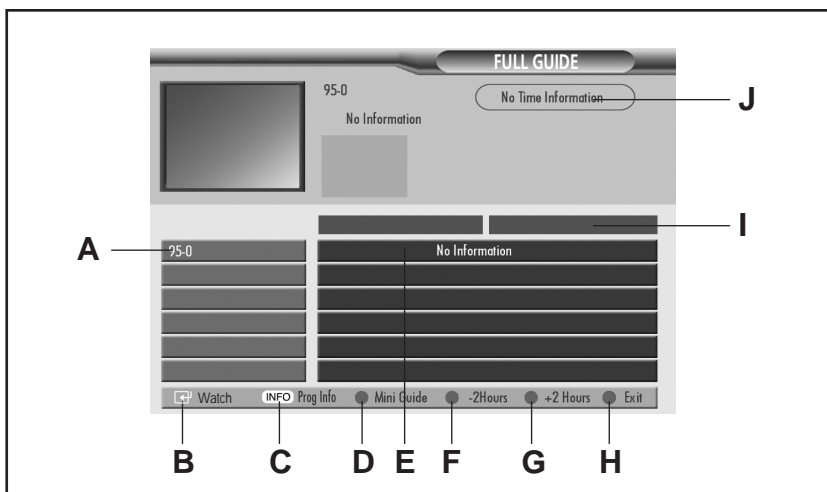 FULL GUIDE
95-0
No Time Information
J
No Information
I
A
95-0
No Information
Watch
INFO Prog Info
Mini Guide
-2Hours
+2 Hours
Exit
B C D E F G H